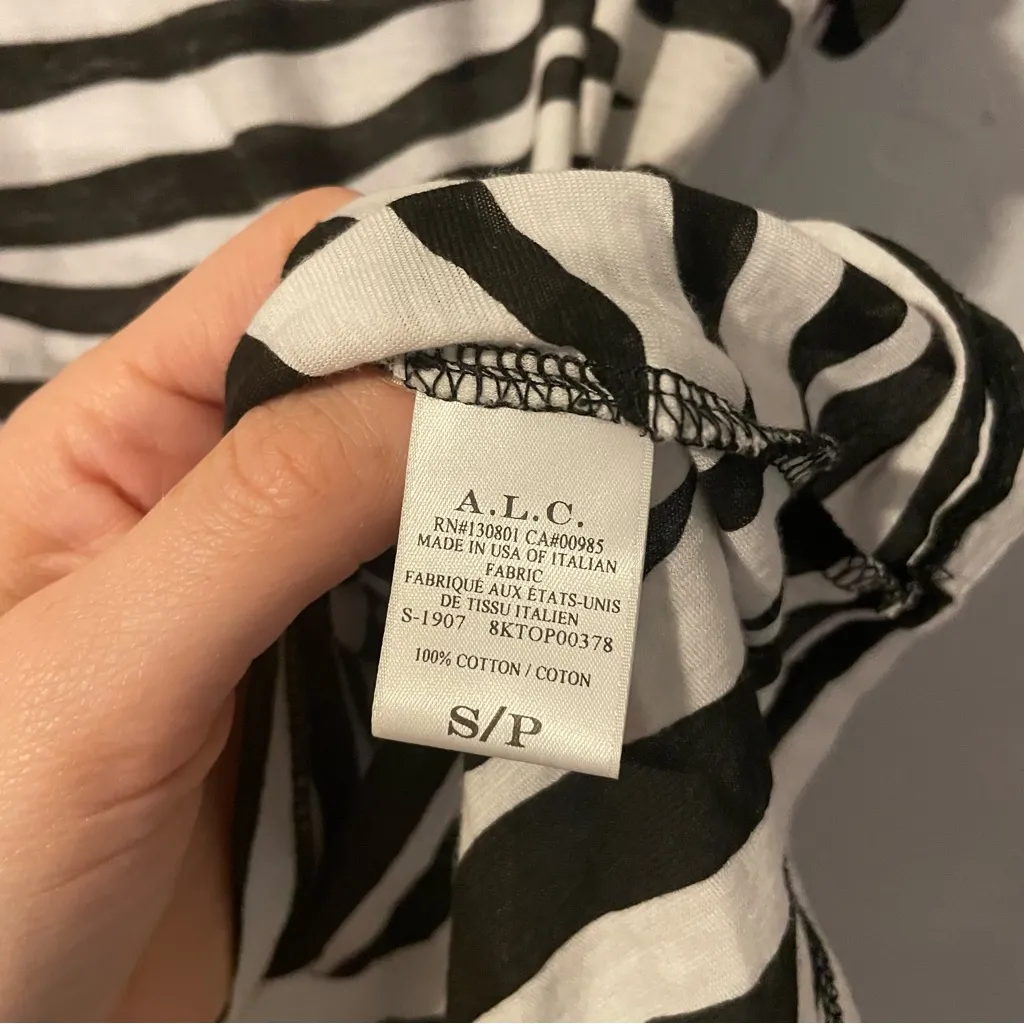 A.L.C.
RN#130801 CA#00985
MADE IN USA OF ITALIAN
FABRIC
FABRIQUÉ AUX ÉTATS-UNIS
DE TISSU ITALIEN
S-1907 8KTOP00378
100% COTTON / COTON
S/P